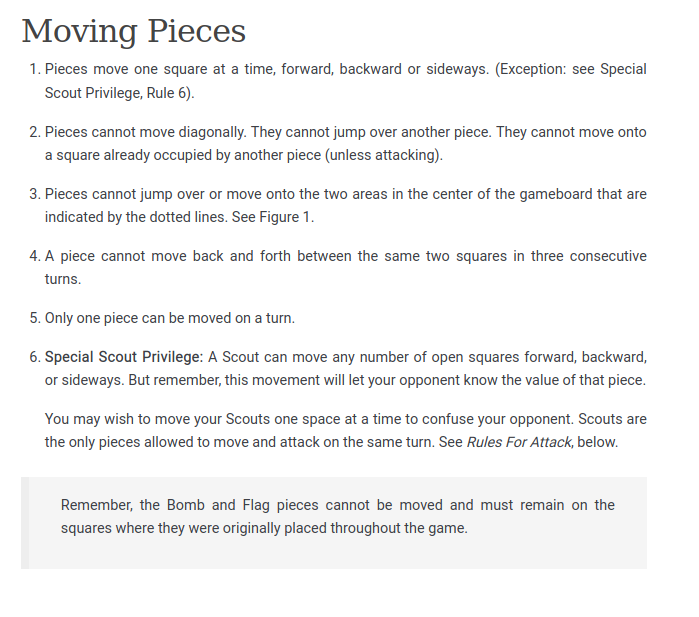 Moving Pieces
1. Pieces move one square at a time, forward, backward or sideways. (Exception: see Special
Scout Privilege, Rule 6).
2. Pieces cannot move diagonally. They cannot jump over another piece. They cannot move onto
a square already occupied by another piece (unless attacking).
3. Pieces cannot jump over or move onto the two areas in the center of the gameboard that are
indicated by the dotted lines. See Figure 1.
4. A piece cannot move back and forth between the same two squares in three consecutive
turns.
5. Only one piece can be moved on a turn.
6. Special Scout Privilege: A Scout can move any number of open squares forward, backward,
or sideways. But remember, this movement will let your opponent know the value of that piece.
You may wish to move your Scouts one space at a time to confuse your opponent. Scouts are
the only pieces allowed to move and attack on the same turn. See Rules For Attack, below.
Remember, the Bomb and Flag pieces cannot be moved and must remain on the
squares where they were originally placed throughout the game.